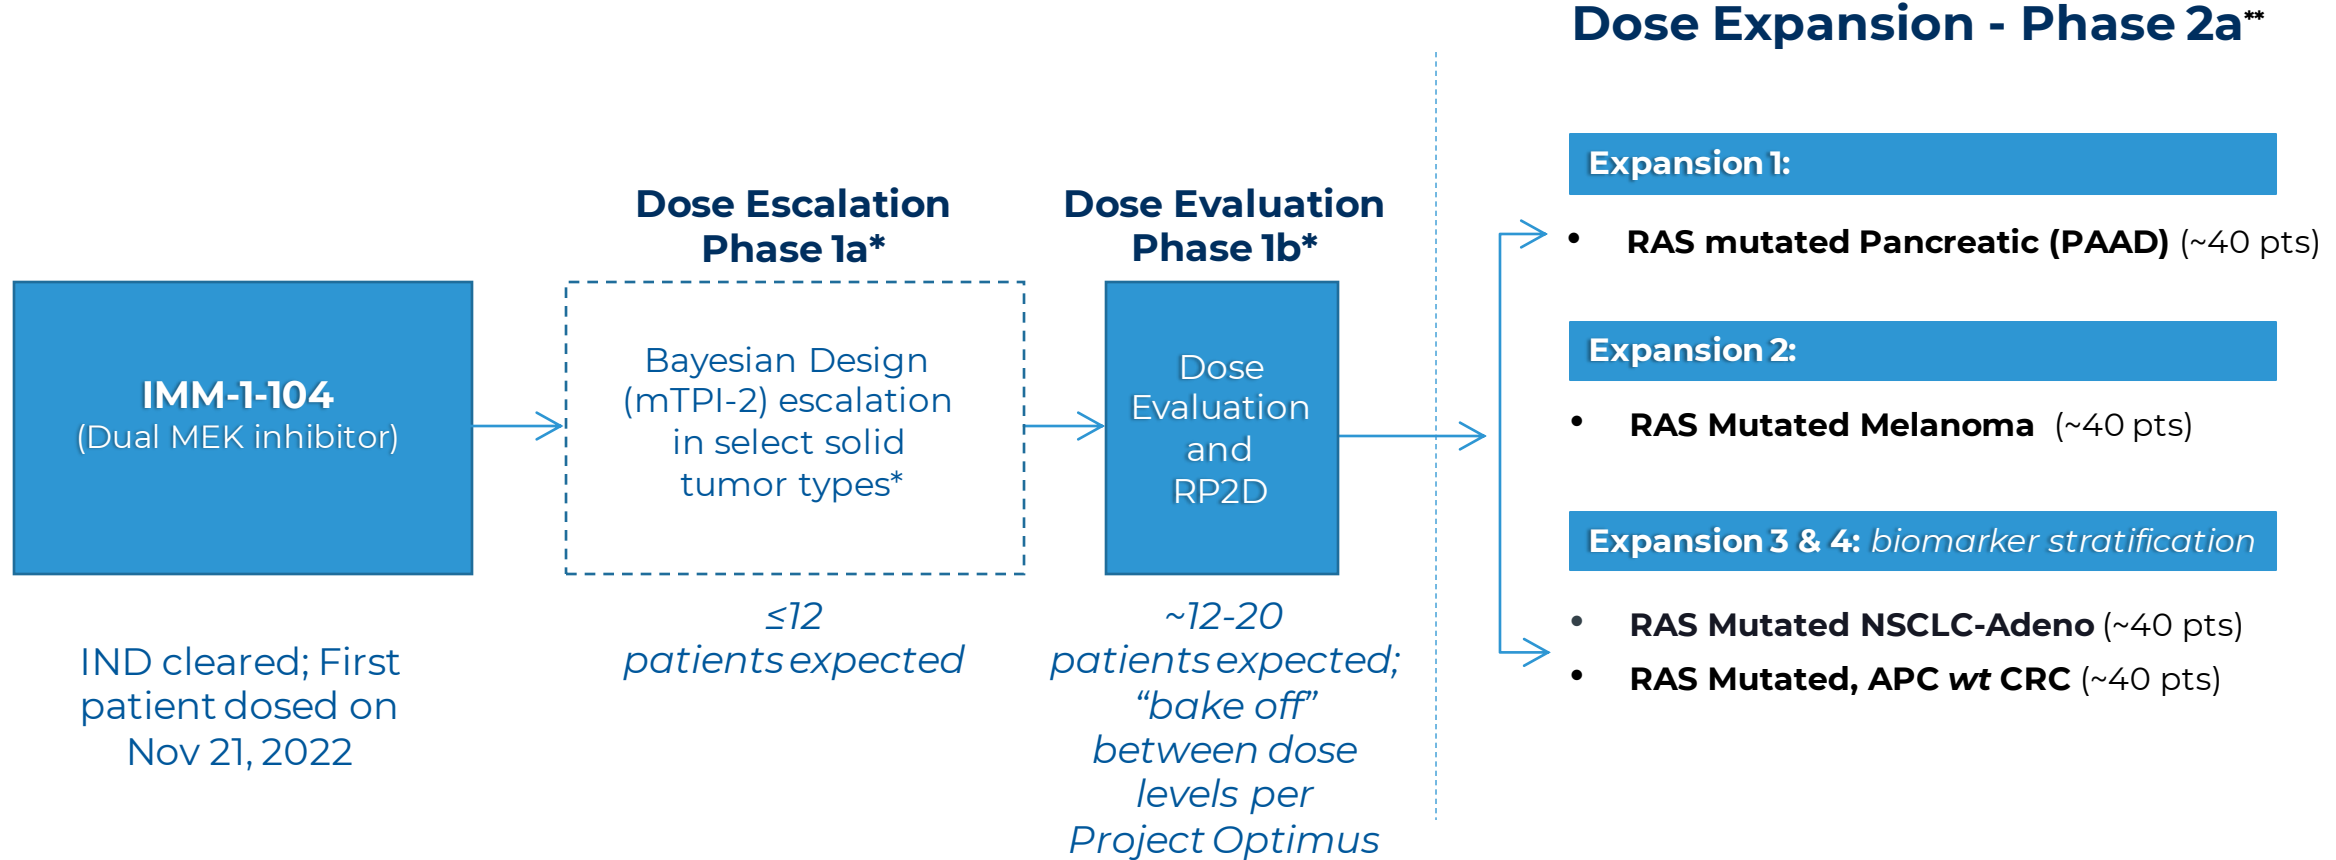 Dose Expansion - Phase 2a**
Dose Escalation
Phase 1a*
Dose Evaluation
Phase 1b*
IMM-1-104
(Dual MEK inhibitor)
IND cleared; First
patient dosed on
Nov 21, 2022
Bayesian Design
(mTPI-2) escalation
in select solid
tumor types*
≤12
patients expected
Dose
Evaluation
and
RP2D
~12-20
patients expected;
“bake off”
between dose
levels per
Project Optimus
Expansion 1:
• RAS mutated Pancreatic (PAAD) (~40 pts)
Expansion 2:
• RAS Mutated Melanoma (~40 pts)
Expansion 3 & 4: biomarker stratification
• RAS Mutated NSCLC-Adeno (~40 pts)
• RAS Mutated, APC wt CRC (~40 pts)